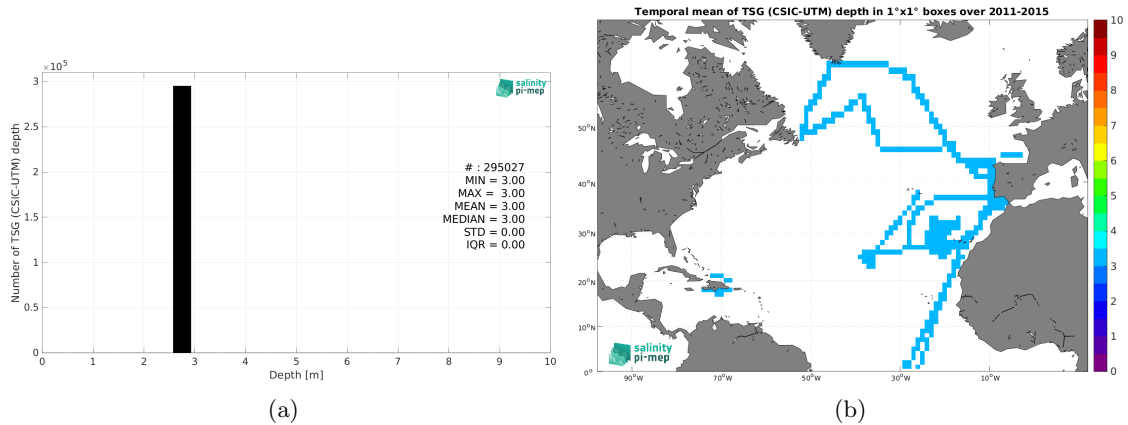 ×10⁵
3
2.5
2
1.5
1
0.5
0
Number of TSG (CSIC-UTM) depth
0 1 2 3 4 5 6 7 8 9 10
Depth [m]
salinity
pi-mep
# : 295027
MIN = 3.00
MAX = 3.00
MEAN = 3.00
MEDIAN = 3.00
STD = 0.00
IQR = 0.00
(a)
Temporal mean of TSG (CSIC-UTM) depth in 1°x1° boxes over 2011-2015
50°N
40°N
30°N
20°N
10°N
0°
90°W 70°W 50°W 30°W 10°W
salinity
pi-mep
10
9
8
7
6
5
4
3
2
1
0
(b)